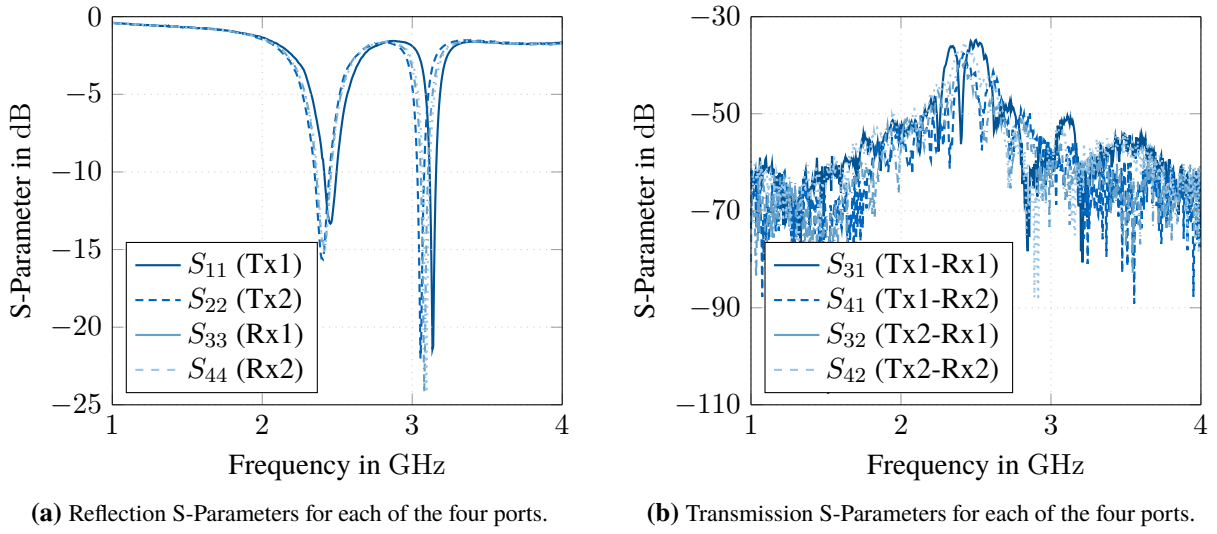 0
−5
−10
−15
−20
−25
1
2
3
4
S-Parameter in dB
Frequency in GHz
S11 (Tx1)
S22 (Tx2)
S33 (Rx1)
S44 (Rx2)
(a) Reflection S-Parameters for each of the four ports.
−30
−50
−70
−90
−110
1
2
3
4
S-Parameter in dB
Frequency in GHz
S31 (Tx1-Rx1)
S41 (Tx1-Rx2)
S32 (Tx2-Rx1)
S42 (Tx2-Rx2)
(b) Transmission S-Parameters for each of the four ports.